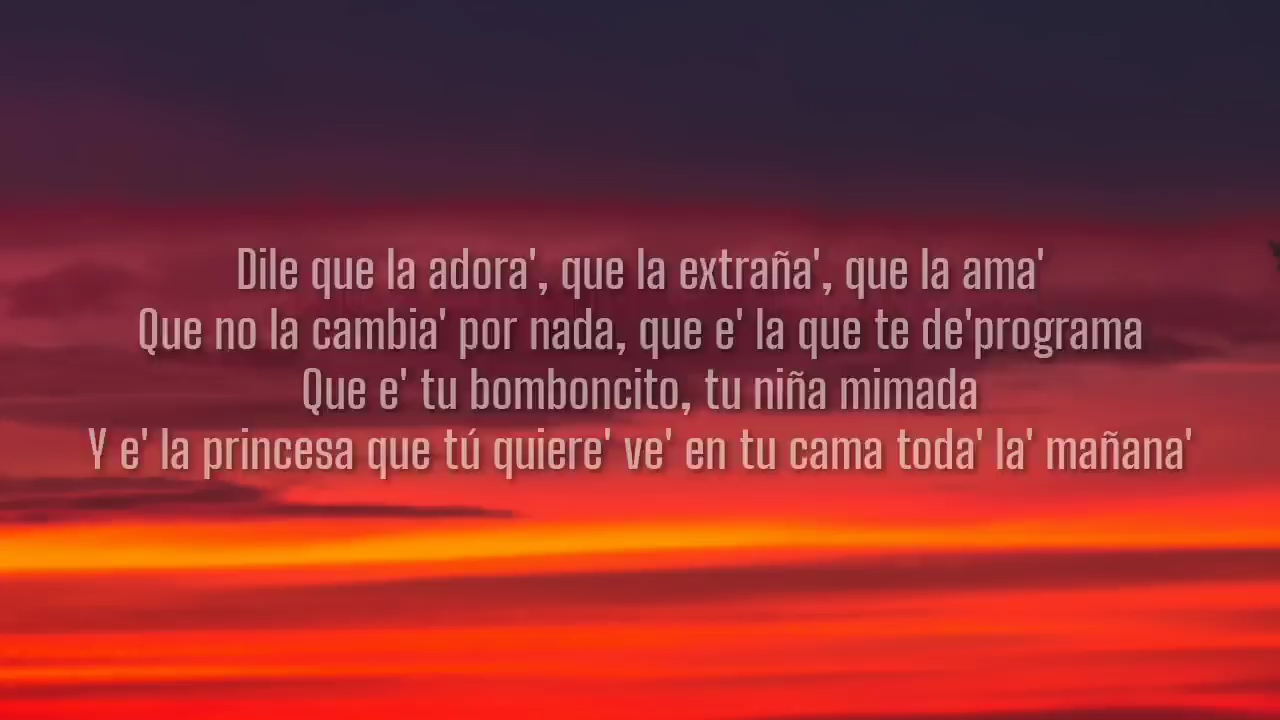 Dile que la adora', que la extraña', que la ama'
Que no la cambia' por nada, que e' la que te de'programa
Que e' tu bomboncito, tu niña mimada
Y e' la princesa que tú quiere' ve' en tu cama toda' la' mañana'